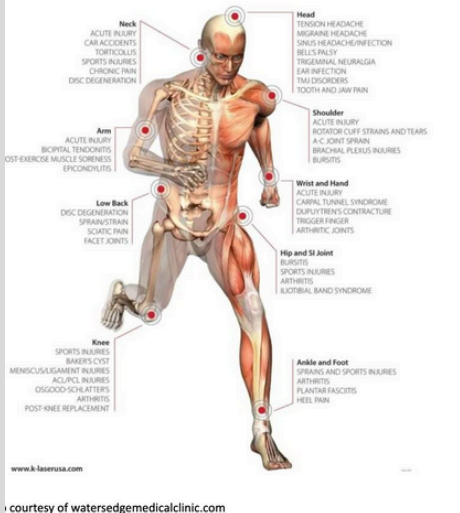 Neck
ACUTE INJURY
CAR ACCIDENTS
TORTICOLLIS
SPORTS INJURIES
CHRONIC PAIN
DISC DEGENERATION
Head
TENSION HEADACHE
MIGRAINE HEADACHE
SINUS HEADACHE/INFECTION
BELL'S PALSY
TRIGEMINAL NEURALGIA
EAR INFECTION
TMJ DISORDERS
TOOTH AND JAW PAIN
Shoulder
ACUTE INJURY
ROTATOR CUFF STRAINS AND TEARS
A-C JOINT SPRAIN
BRACHIAL PLEXUS INJURIES
BURSITIS
Arm
ACUTE INJURY
BICIPITAL TENDONITIS
OST-EXERCISE MUSCLE SORENESS
EPICONDYLITIS
Wrist and Hand
ACUTE INJURY
CARPAL TUNNEL SYNDROME
DUPUYTREN'S CONTRACTURE
TRIGGER FINGER
ARTHRITIC JOINTS
Low Back
DISC DEGENERATION
SPRAIN/STRAIN
SCIATIC PAIN
FACET JOINTS
Hip and SI Joint
BURSITIS
SPORTS INJURIES
ARTHRITIS
ILIOTIBIAL BAND SYNDROME
Knee
SPORTS INJURIES
BAKER'S CYST
MENISCUS/LIGAMENT INJURIES
ACL/PCL INJURIES
OSGOOD-SCHLATTER'S
ARTHRITIS
POST-KNEE REPLACEMENT
Ankle and Foot
SPRAINS AND SPORTS INJURIES
ARTHRITIS
PLANTAR FASCIITIS
HEEL PAIN
www.k-laserusa.com
courtesy of watersedgemedicalclinic.com